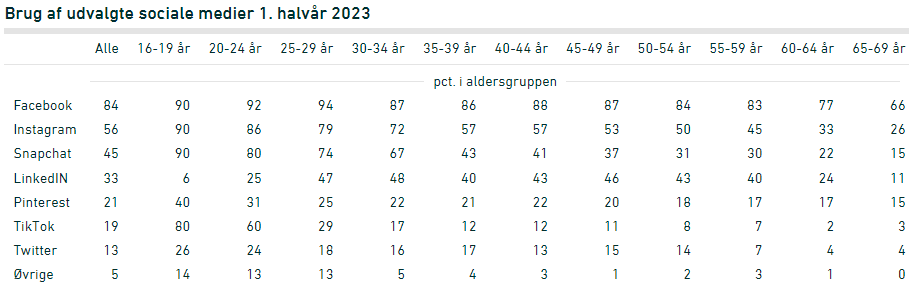 Brug af udvalgte sociale medier 1. halvår 2023
Alle 16-19 år 20-24 år 25-29 år 30-34 år 35-39 år 40-44 år 45-49 år 50-54 år 55-59 år 60-64 år 65-69 år
pct. i aldersgruppen
Facebook 84 90 92 94 87 86 88 87 84 83 77 66
Instagram 56 90 86 79 72 57 57 53 50 45 33 26
Snapchat 45 90 80 74 67 43 41 37 31 30 22 15
LinkedIN 33 6 25 47 48 40 43 46 43 40 24 11
Pinterest 21 40 31 25 22 21 22 20 18 17 17 15
TikTok 19 80 60 29 17 12 12 11 8 7 2 3
Twitter 13 26 24 18 16 17 13 15 14 7 4 4
Øvrige 5 14 13 13 5 4 3 1 2 3 1 0